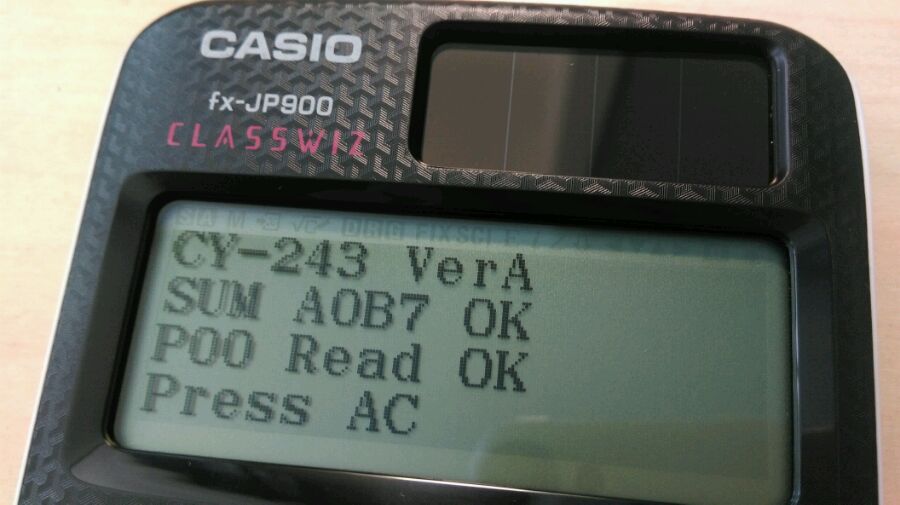 CASIO
fx-JP900
CLASSWIZ
CY-243 VerA
SUM A0B7 OK
P00 Read OK
Press AC